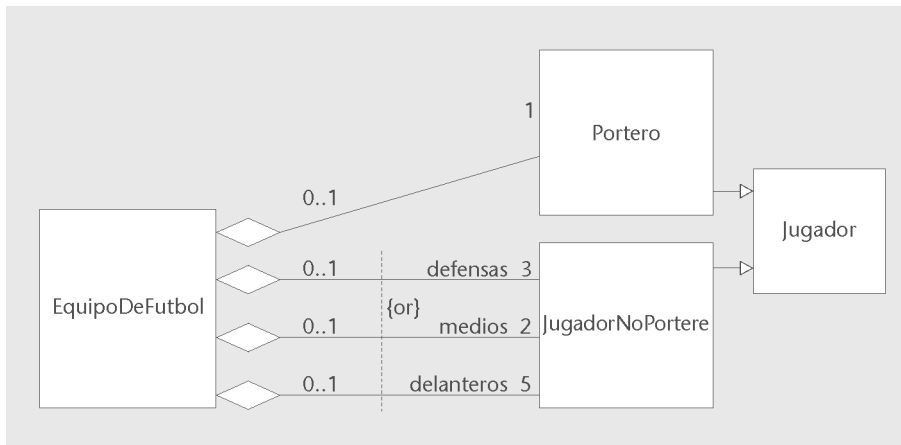 1
Portero
0..1
Jugador
EquipoDeFutbol
0..1 defensas 3
{or}
JugadorNoPortere
0..1 medios 2
0..1 delanteros 5